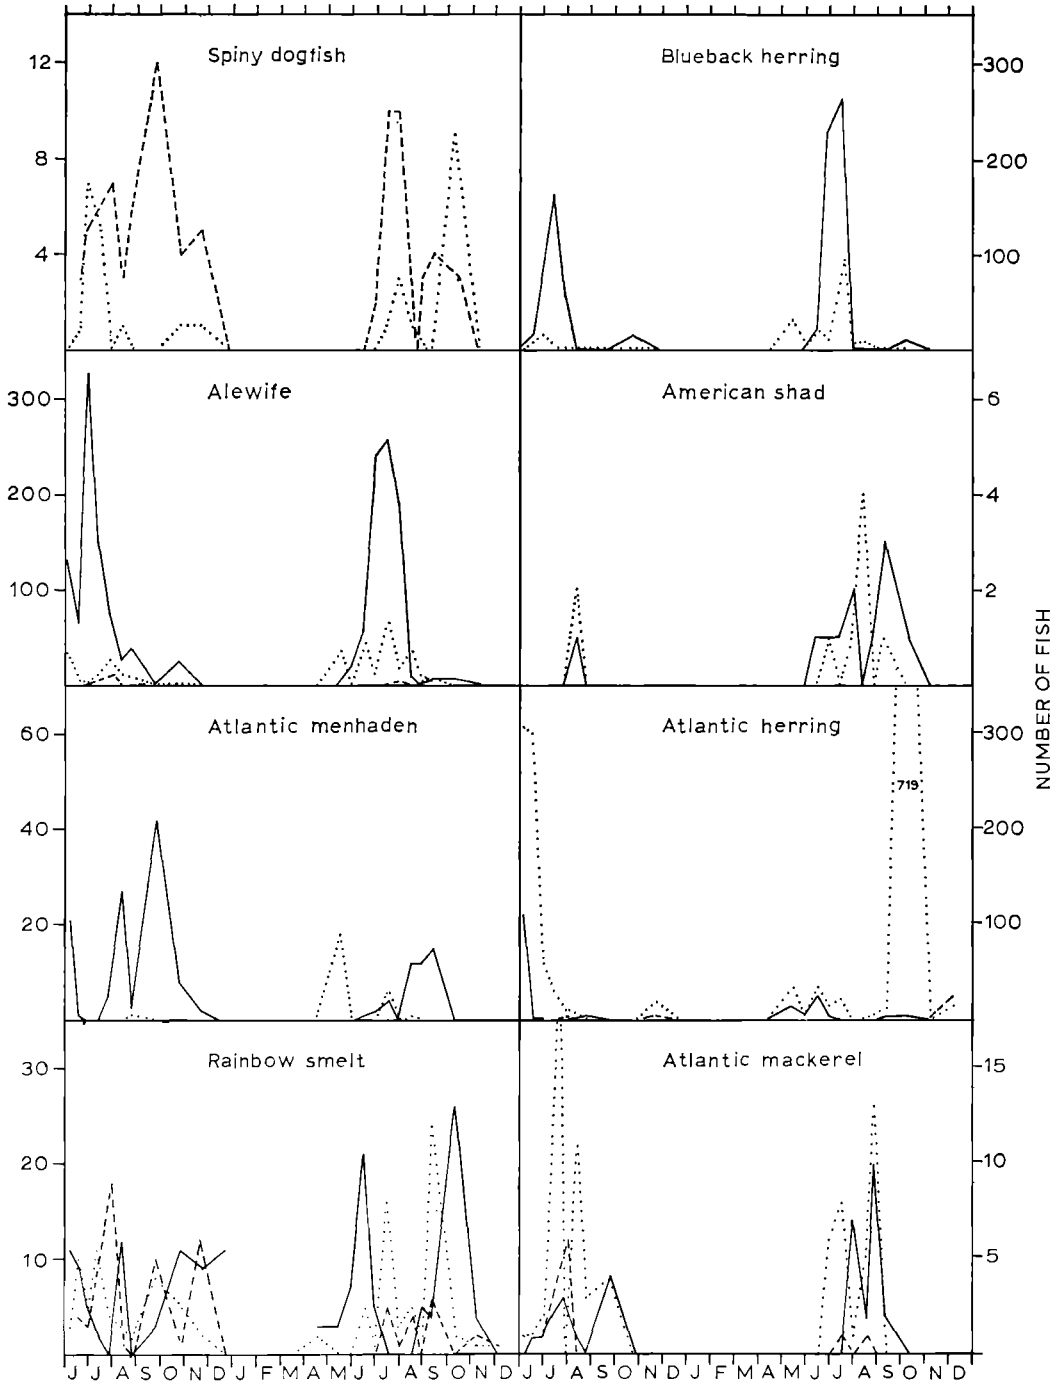 Spiny dogfish
Blueback herring
12
8
4
300
200
100
Alewife
American shad
300
200
100
6
4
2
NUMBER OF FISH
Atlantic menhaden
Atlantic herring
60
40
20
719
300
200
100
Rainbow smelt
Atlantic mackerel
30
20
10
0
15
10
5
J J A S O N D J F M A M J J A S O N D
J J A S O N D J F M A M J J A S O N D